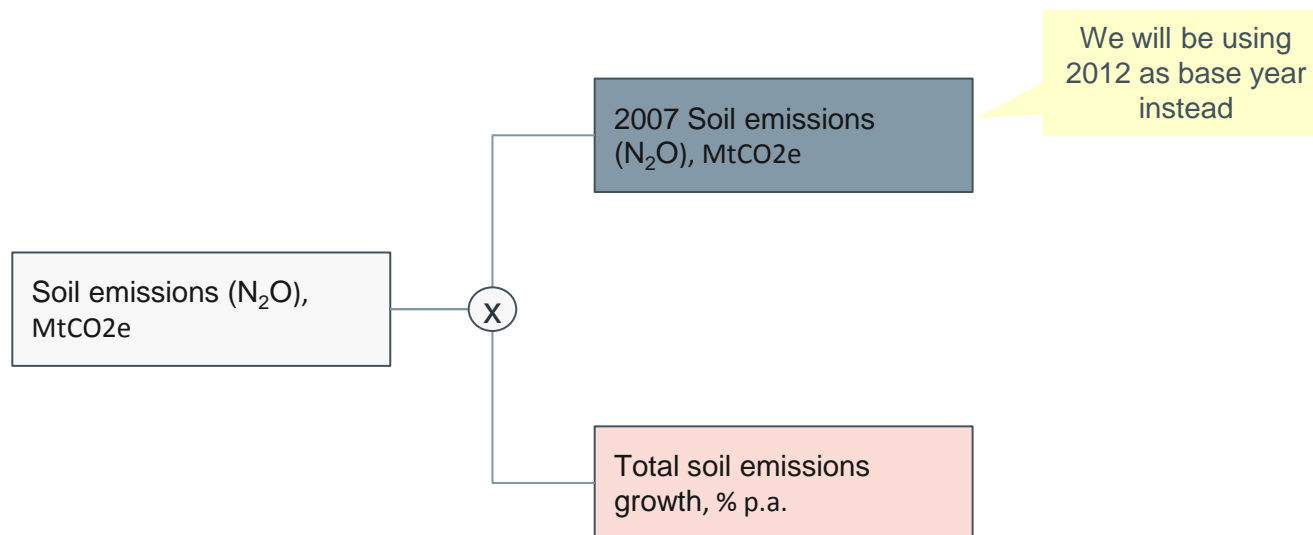 We will be using
2012 as base year
instead
2007 Soil emissions
(N₂O), MtCO2e
Soil emissions (N₂O),
MtCO2e
x
Total soil emissions
growth, % p.a.